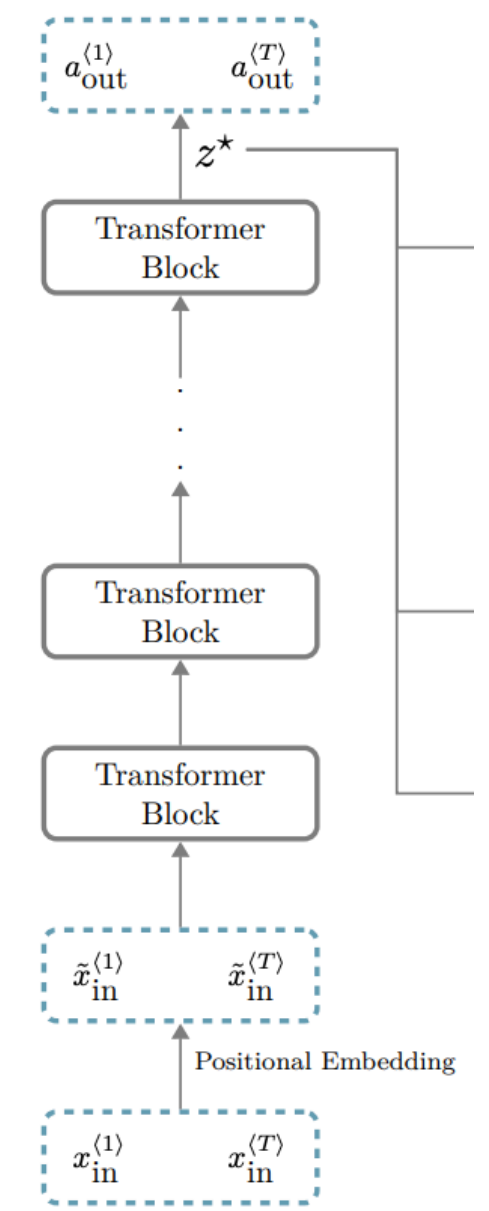 a_out^⟨1⟩ a_out^⟨T⟩
z*
Transformer
Block
.
.
.
Transformer
Block
Transformer
Block
x̃_in^⟨1⟩ x̃_in^⟨T⟩
Positional Embedding
x_in^⟨1⟩ x_in^⟨T⟩